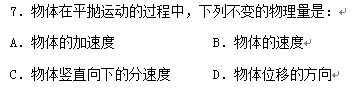 7．物体在平抛运动的过程中，下列不变的物理量是：↵
A．物体的加速度 B．物体的速度↵
C．物体竖直向下的分速度 D．物体位移的方向↵